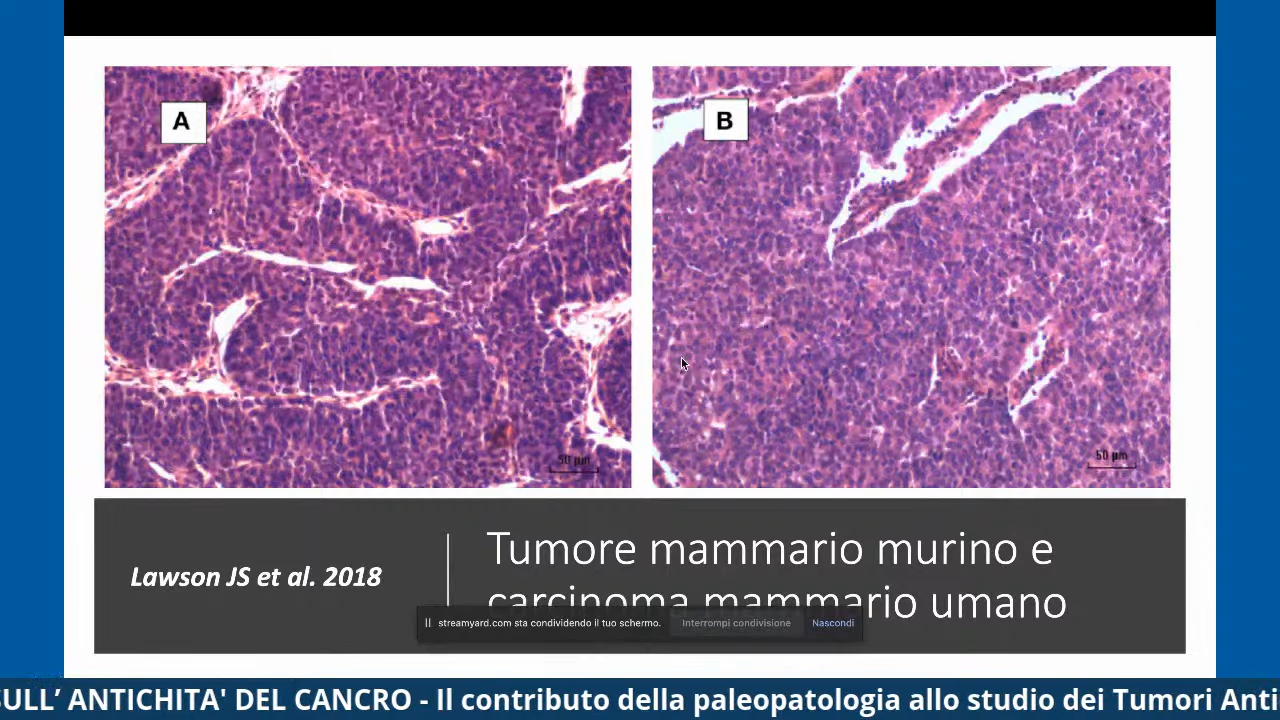 A
B
50 µm
50 µm
Lawson JS et al. 2018
Tumore mammario murino e
carcinoma mammario umano
streamyard.com sta condividendo il tuo schermo.
Interrompi condivisione
Nascondi
SULL’ ANTICHITA' DEL CANCRO - Il contributo della paleopatologia allo studio dei Tumori Anti